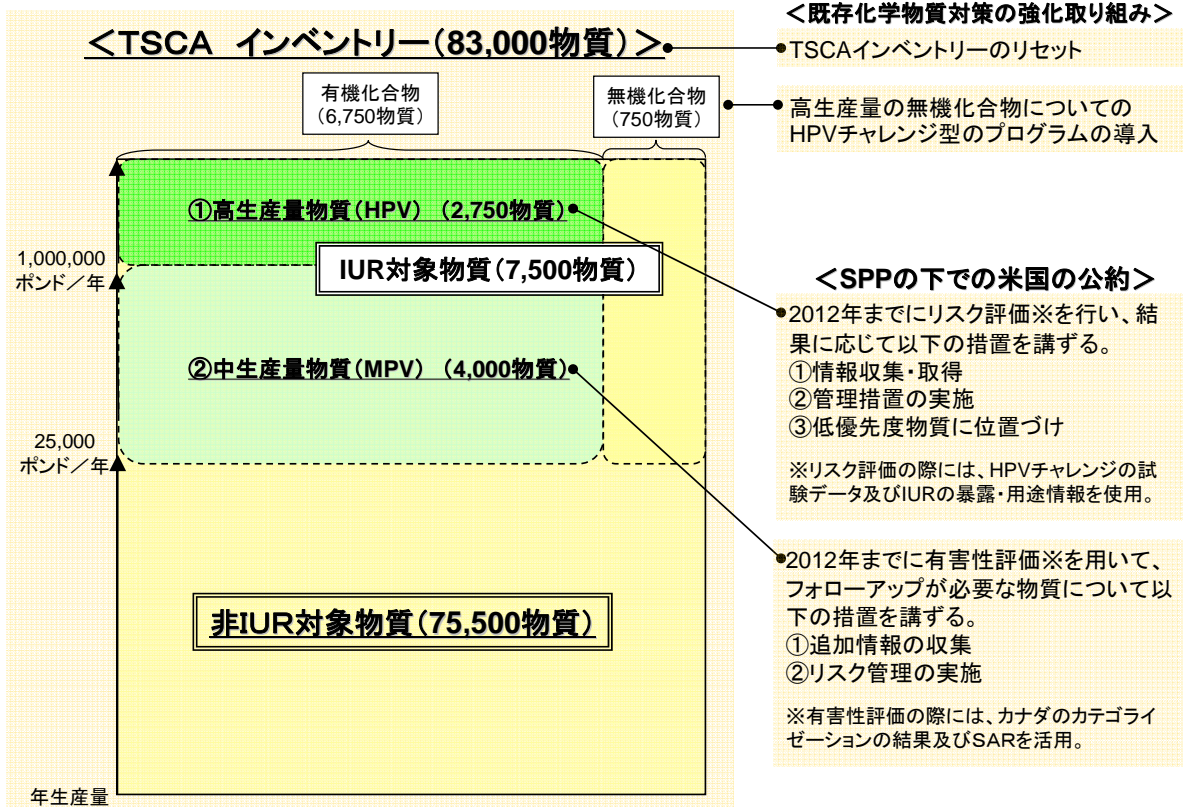 ＜TSCA　インベントリー（83,000物質）＞
有機化合物
（6,750物質）
無機化合物
（750物質）
①高生産量物質（HPV）　（2,750物質）
1,000,000
ポンド／年
IUR対象物質（7,500物質）
②中生産量物質（MPV）　（4,000物質）
25,000
ポンド／年
非IUR対象物質（75,500物質）
年生産量
＜既存化学物質対策の強化取り組み＞
TSCAインベントリーのリセット
高生産量の無機化合物についての
HPVチャレンジ型のプログラムの導入
＜SPPの下での米国の公約＞
2012年までにリスク評価※を行い、結
果に応じて以下の措置を講ずる。
①情報収集・取得
②管理措置の実施
③低優先度物質に位置づけ
※リスク評価の際には、HPVチャレンジの試
験データ及びIURの暴露・用途情報を使用。
2012年までに有害性評価※を用いて、
フォローアップが必要な物質について以
下の措置を講ずる。
①追加情報の収集
②リスク管理の実施
※有害性評価の際には、カナダのカテゴライ
ゼーションの結果及びSARを活用。